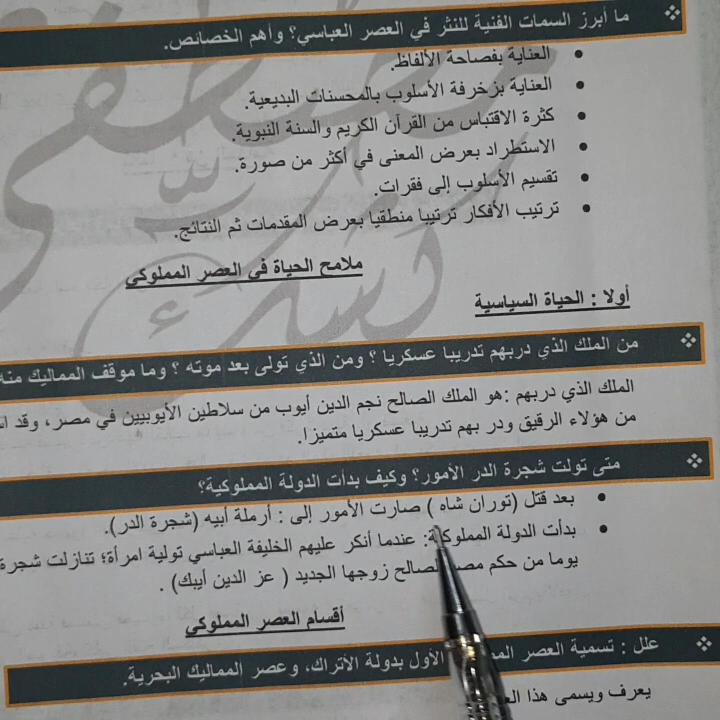 ما أبرز السمات الفنية للنثر في العصر العباسي؟ وأهم الخصائص.
العناية بفصاحة الألفاظ.
العناية بزخرفة الأسلوب بالمحسنات البديعية.
كثرة الاقتباس من القرآن الكريم والسنة النبوية.
الاستطراد بعرض المعنى في أكثر من صورة.
تقسيم الأسلوب إلى فقرات.
ترتيب الأفكار ترتيبا منطقيا بعرض المقدمات ثم النتائج.
ملامح الحياة في العصر المملوكي
أولا : الحياة السياسية
من الملك الذي دربهم تدريبا عسكريا ؟ ومن الذي تولى بعد موته ؟ وما موقف المماليك منه
الملك الذي دربهم :هو الملك الصالح نجم الدين أيوب من سلاطين الأيوبيين في مصر، وقد
من هؤلاء الرقيق ودر بهم تدريبا عسكريا متميزا.
متى تولت شجرة الدر الأمور؟ وكيف بدأت الدولة المملوكية؟
بعد قتل (توران شاه ) صارت الأمور إلى : أرملة أبيه (شجرة الدر).
بدأت الدولة المملوكية: عندما أنكر عليهم الخليفة العباسي تولية امرأة؛ تنازلت شجرة
يوما من حكم لصالح زوجها الجديد ( عز الدين أيبك) .
أقسام العصر المملوكي
علل : تسمية العصر الأول بدولة الأتراك، وعصر المماليك البحرية.
يعرف ويسمى هذا